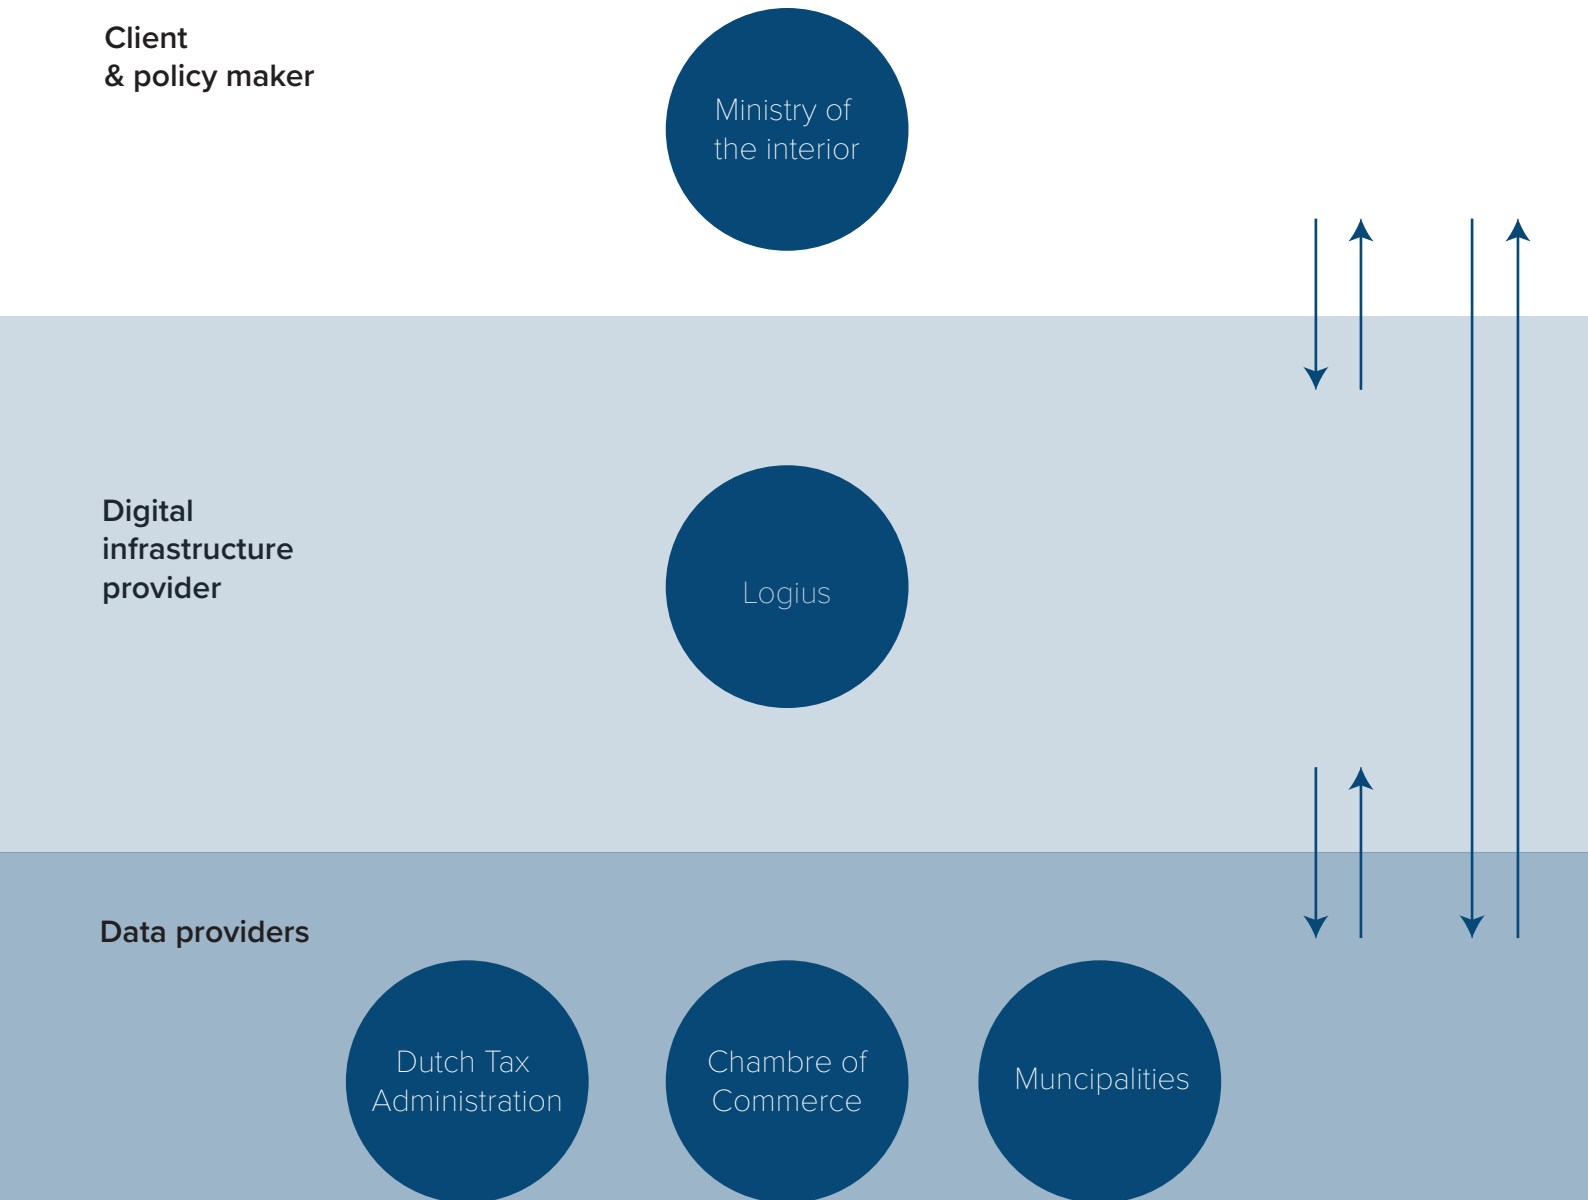 Client
& policy maker
Ministry of
the interior
Digital
infrastructure
provider
Logius
Data providers
Dutch Tax
Administration
Chambre of
Commerce
Muncipalities